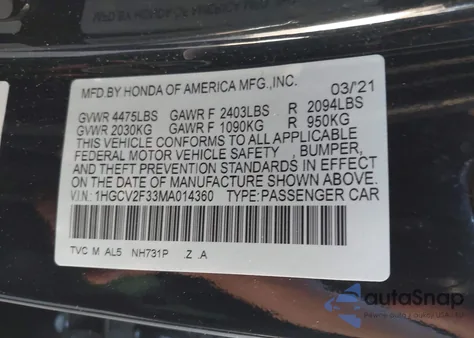 MFD.BY HONDA OF AMERICA MFG.,INC. 03/'21
GVWR 4475LBS GAWR F 2403LBS R 2094LBS
GVWR 2030KG GAWR F 1090KG R 950KG
THIS VEHICLE CONFORMS TO ALL APPLICABLE
FEDERAL MOTOR VEHICLE SAFETY , BUMPER,
AND THEFT PREVENTION STANDARDS IN EFFECT
ON THE DATE OF MANUFACTURE SHOWN ABOVE.
V.I.N.: 1HGCV2F33MA014360 TYPE:PASSENGER CAR
TVC M AL5 NH731P .Z .A
autoSnap